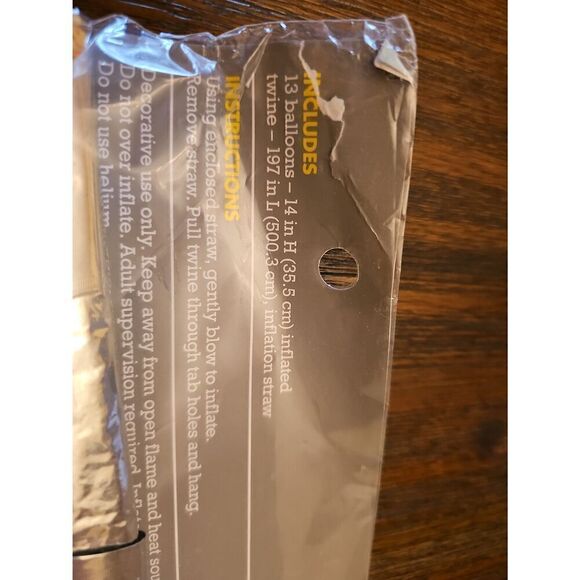 INCLUDES
13 balloons – 14 in H (35.5 cm) inflated
twine – 197 in L (500.3 cm), inflation straw
INSTRUCTIONS
Using enclosed straw, gently blow to inflate.
Remove straw. Pull twine through tab holes and hang.
Decorative use only. Keep away from open flame and heat sou
Do not over inflate. Adult supervision required.
Do not use helium